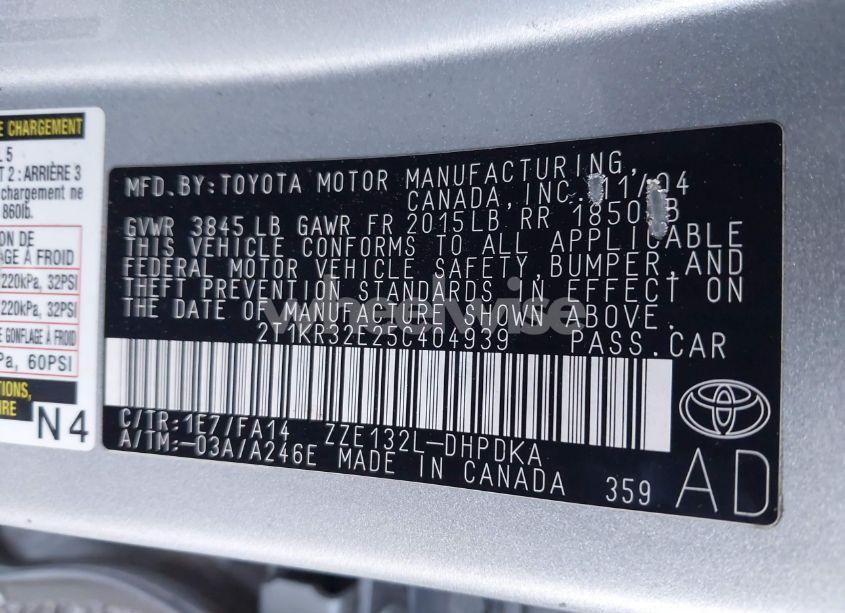 E CHARGEMENT
L 5
T 2 : ARRIÈRE 3
chargement ne
860lb.
ON DE
AGE À FROID
220kPa, 32PSI
220kPa, 32PSI
E GONFLAGE À FROID
Pa, 60PSI
TIONS,
IRE
N4
MFD.BY:TOYOTA MOTOR MANUFACTURING,
CANADA,INC. 11/04
GVWR 3845 LB GAWR FR 2015LB RR 1850 B
THIS VEHICLE CONFORMS TO ALL APPLICABLE
FEDERAL MOTOR VEHICLE SAFETY,BUMPER,AND
THEFT PREVENTION STANDARDS IN EFFECT ON
THE DATE OF MANUFACTURE SHOWN ABOVE.
wheelwise
2T1KR32E25C404939 PASS.CAR
C/TR:1E7/FA14 ZZE132L-DHPDKA
A/TM:-03A/A246E MADE IN CANADA 359
AD